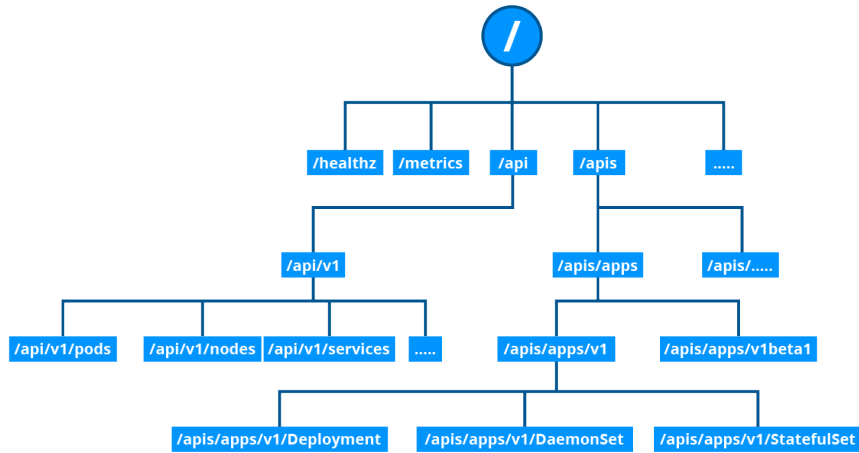 /
/healthz
/metrics
/api
/apis
.....
/api/v1
/apis/apps
/apis/.....
/api/v1/pods
/api/v1/nodes
/api/v1/services
.....
/apis/apps/v1
/apis/apps/v1beta1
/apis/apps/v1/Deployment
/apis/apps/v1/DaemonSet
/apis/apps/v1/StatefulSet